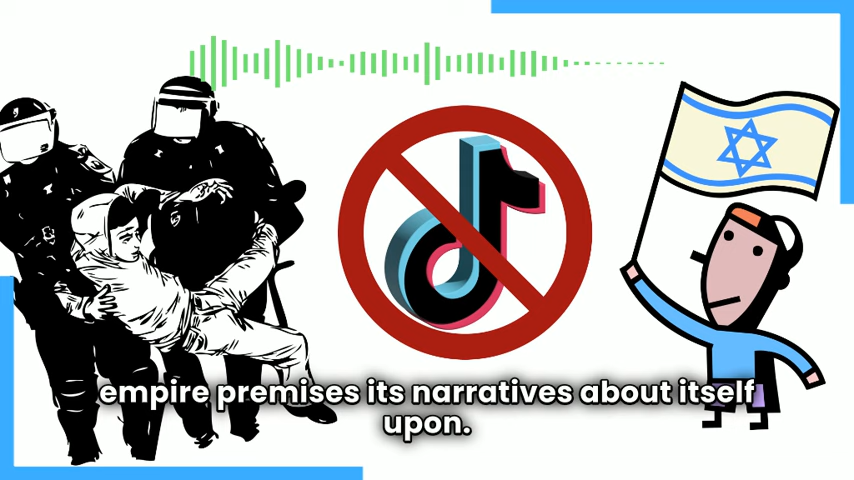 empire premises its narratives about itself
upon.